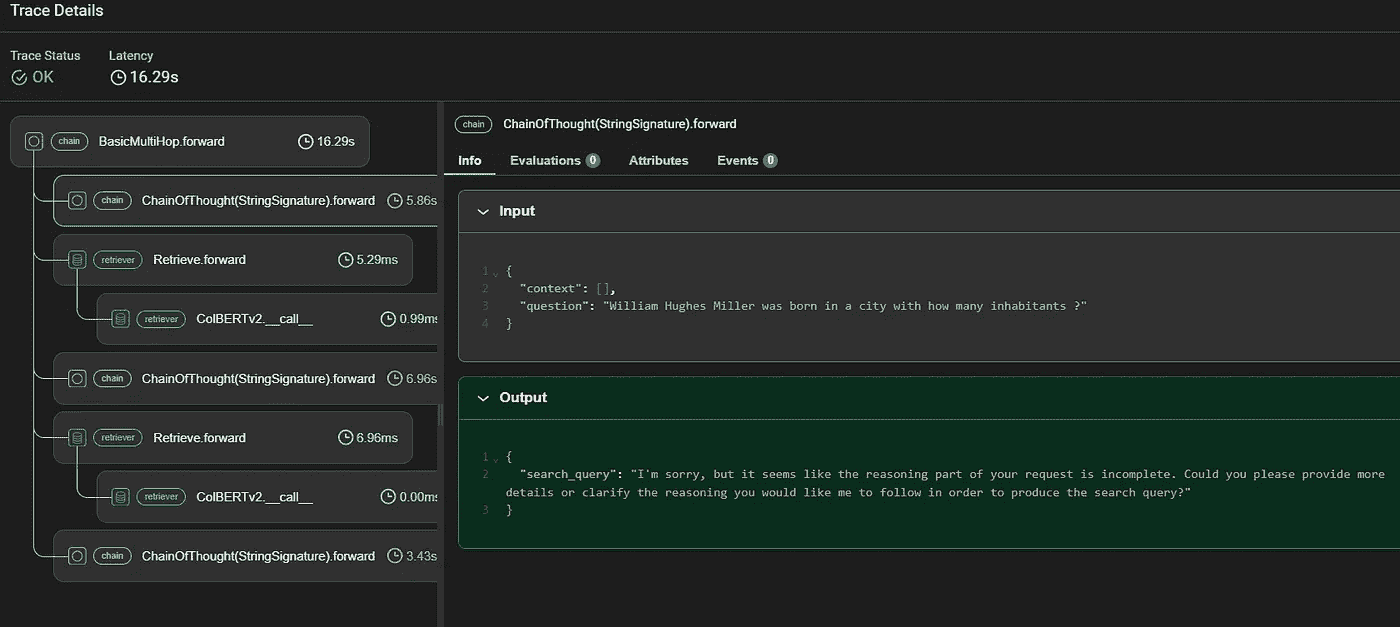 Trace Details
Trace Status
Latency
OK
16.29s
chain BasicMultiHop.forward 16.29s
chain ChainOfThought(StringSignature).forward 5.86s
retriever Retrieve.forward 5.29ms
retriever ColBERTv2.__call__ 0.99ms
chain ChainOfThought(StringSignature).forward 6.96s
retriever Retrieve.forward 6.96ms
retriever ColBERTv2.__call__ 0.00ms
chain ChainOfThought(StringSignature).forward 3.43s
chain ChainOfThought(StringSignature).forward
Info Evaluations 0 Attributes Events 0
Input
1 {
2 "context": [],
3 "question": "William Hughes Miller was born in a city with how many inhabitants ?"
4 }
Output
1 {
2 "search_query": "I'm sorry, but it seems like the reasoning part of your request is incomplete. Could you please provide more
details or clarify the reasoning you would like me to follow in order to produce the search query?"
3 }